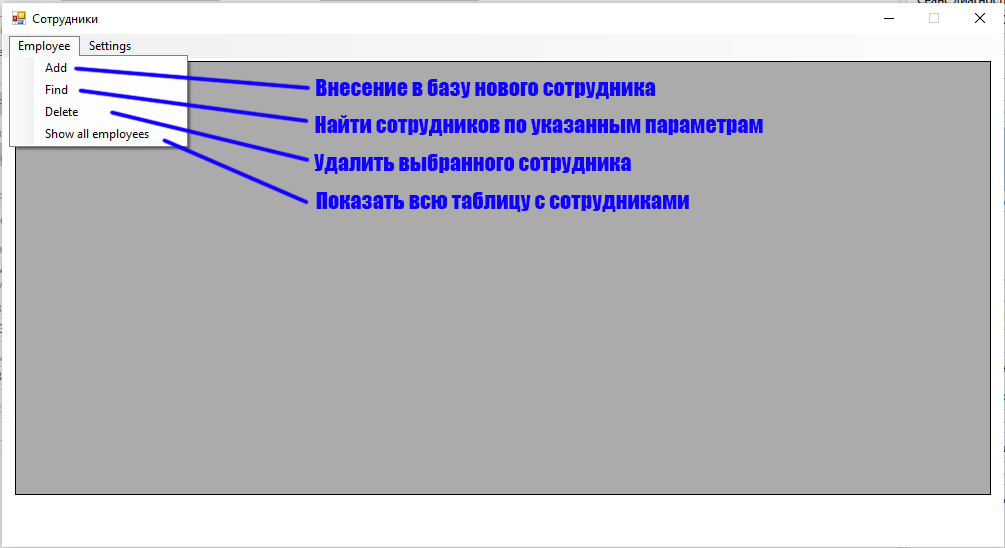 Сотрудники
Employee Settings
Add
Find
Delete
Show all employees
Внесение в базу нового сотрудника
Найти сотрудников по указанным параметрам
Удалить выбранного сотрудника
Показать всю таблицу с сотрудниками